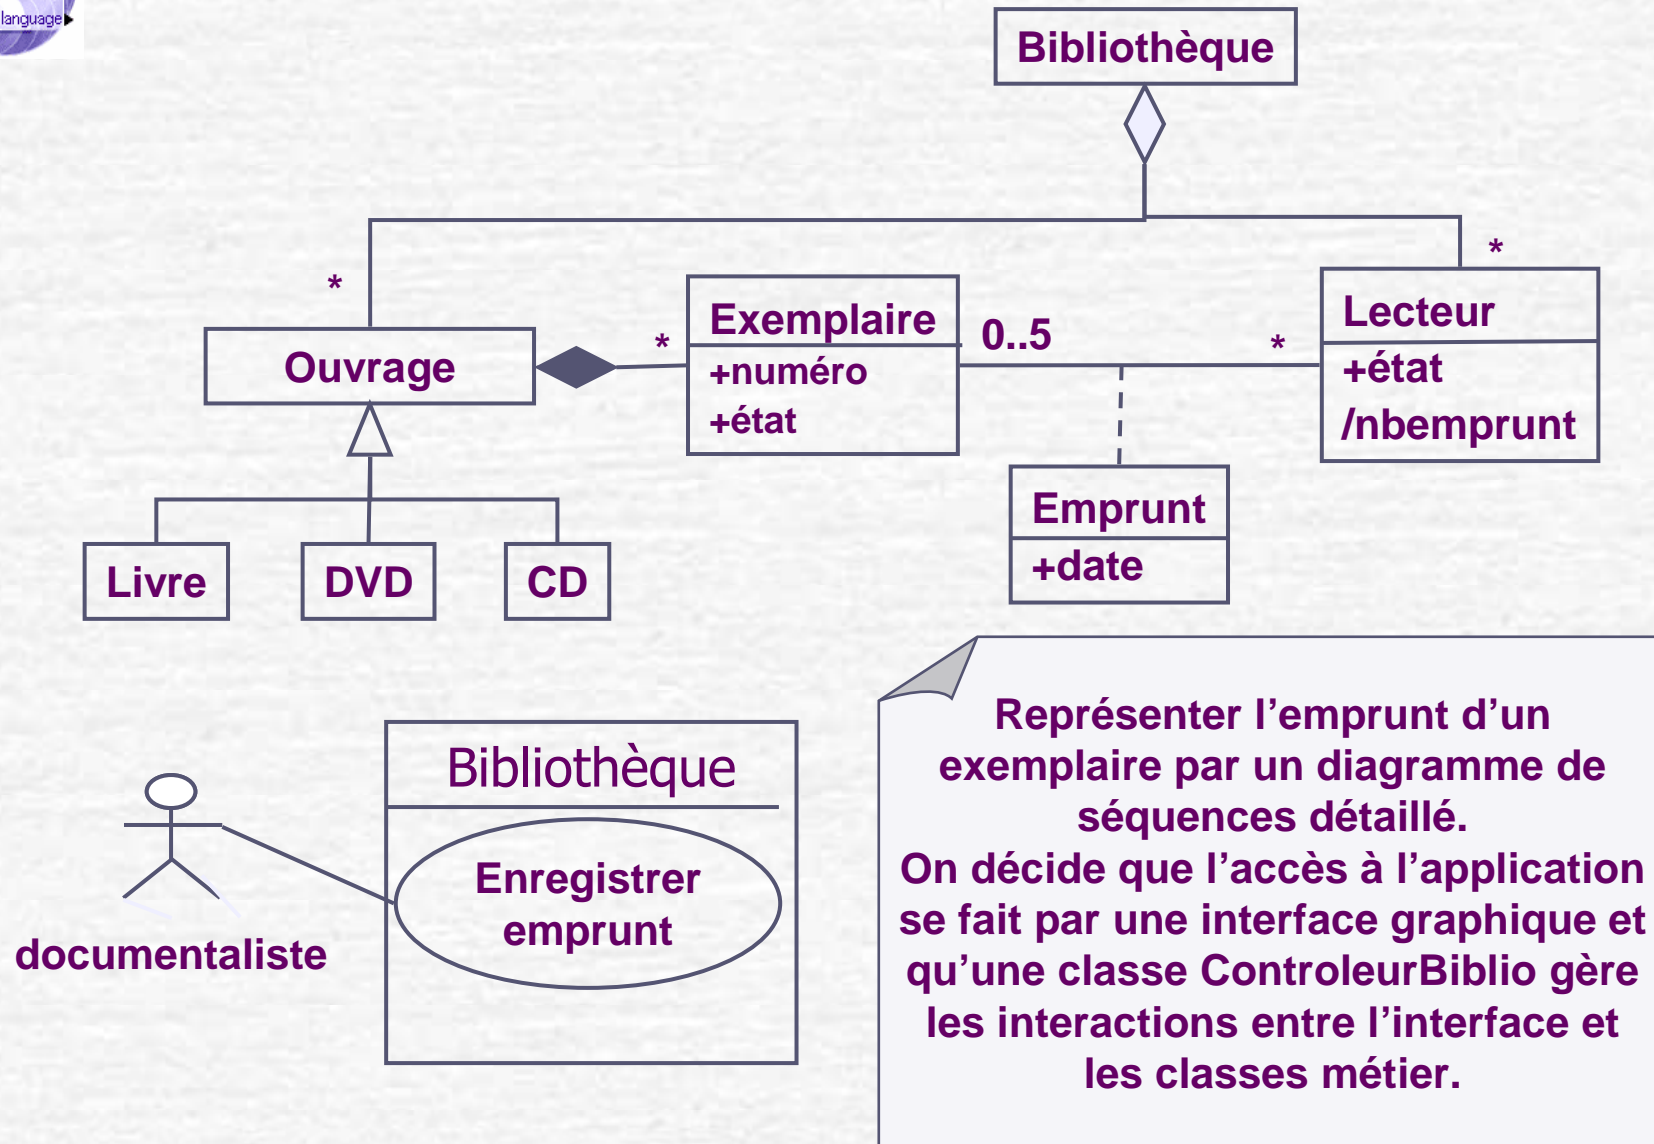 language
Bibliothèque
*
*
Ouvrage
*
Exemplaire
+numéro
+état
0..5
*
Lecteur
+état
/nbemprunt
Emprunt
+date
Livre
DVD
CD
Bibliothèque
Enregistrer
emprunt
documentaliste
Représenter l’emprunt d’un
exemplaire par un diagramme de
séquences détaillé.
On décide que l’accès à l’application
se fait par une interface graphique et
qu’une classe ControleurBiblio gère
les interactions entre l’interface et
les classes métier.